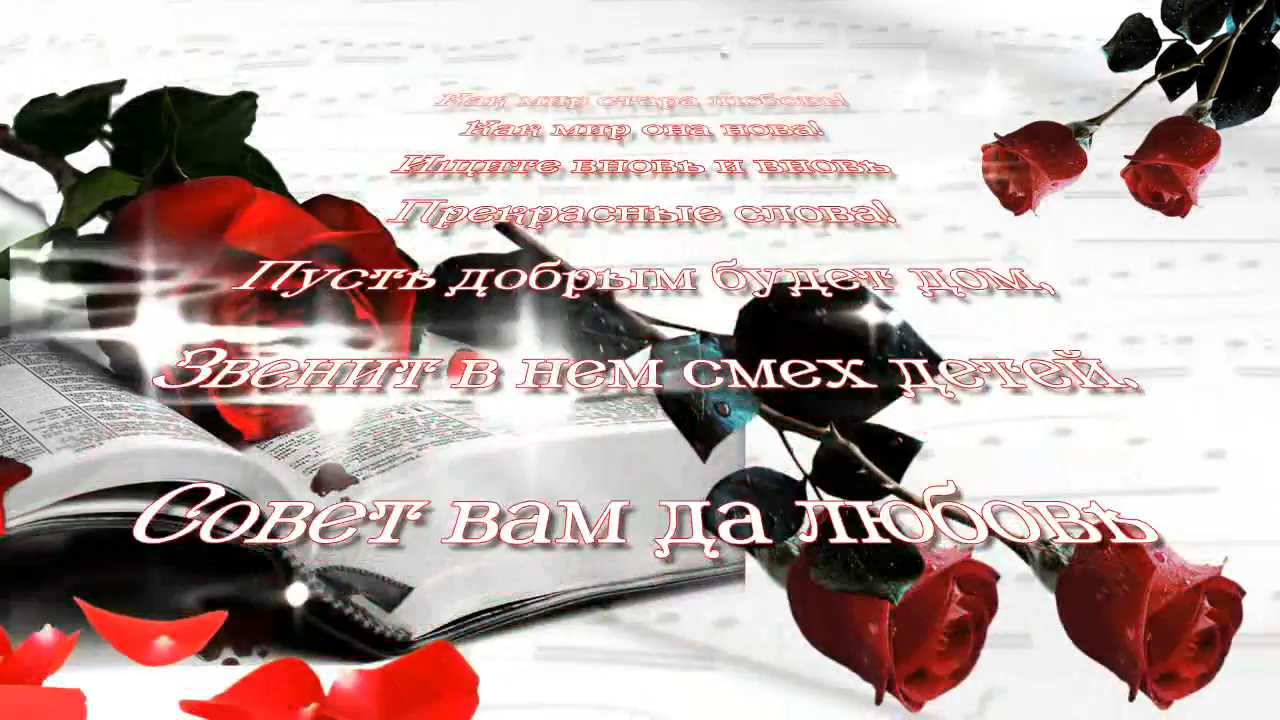 Как мир стара любовь!
Как мир она нова!
Ищите вновь и вновь
Прекрасные слова!
Пусть добрым будет дом,
Звенит в нем смех детей.
Совет вам да любовь